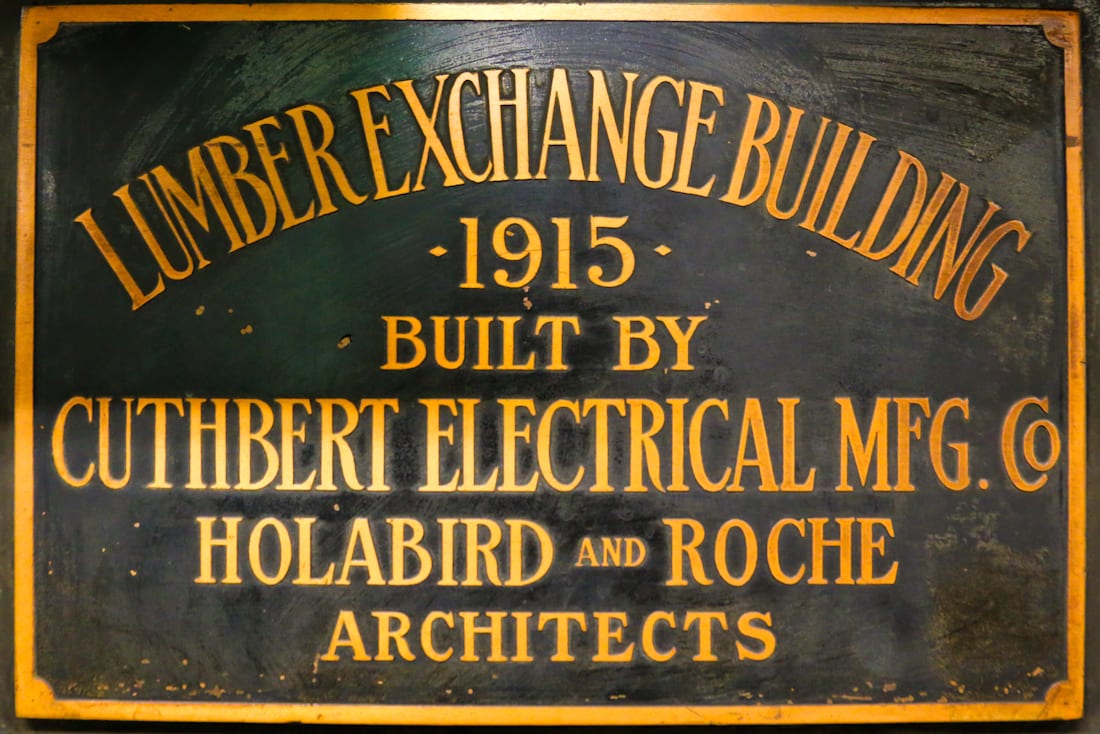 LUMBER EXCHANGE BUILDING
· 1915 ·
BUILT BY
CUTHBERT ELECTRICAL MFG. CO
HOLABIRD AND ROCHE
ARCHITECTS